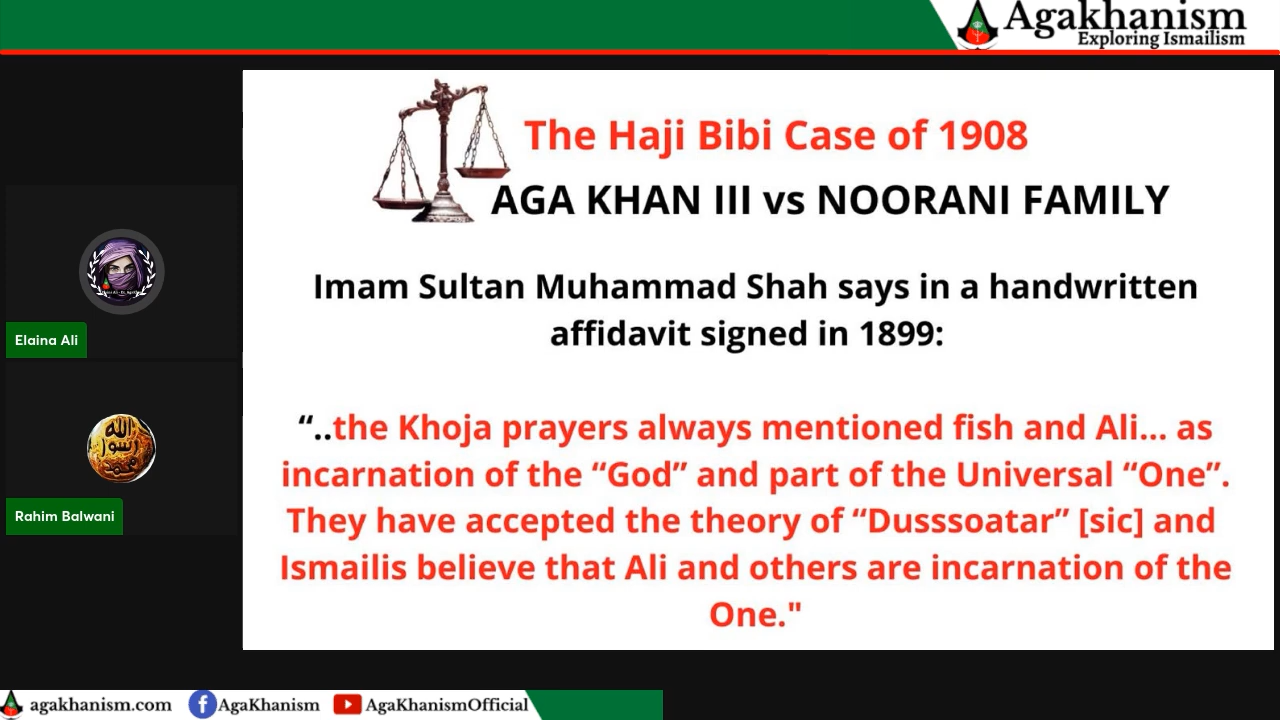 Agakhanism
Exploring Ismailism
The Haji Bibi Case of 1908
AGA KHAN III vs NOORANI FAMILY
Imam Sultan Muhammad Shah says in a handwritten
affidavit signed in 1899:
“..the Khoja prayers always mentioned fish and Ali... as
incarnation of the “God” and part of the Universal “One”.
They have accepted the theory of “Dusssoatar” [sic] and
Ismailis believe that Ali and others are incarnation of the
One."
Elaina Ali
الله
رسول
محمد
Rahim Balwani
agakhanism.com
AgaKhanism
AgaKhanismOfficial